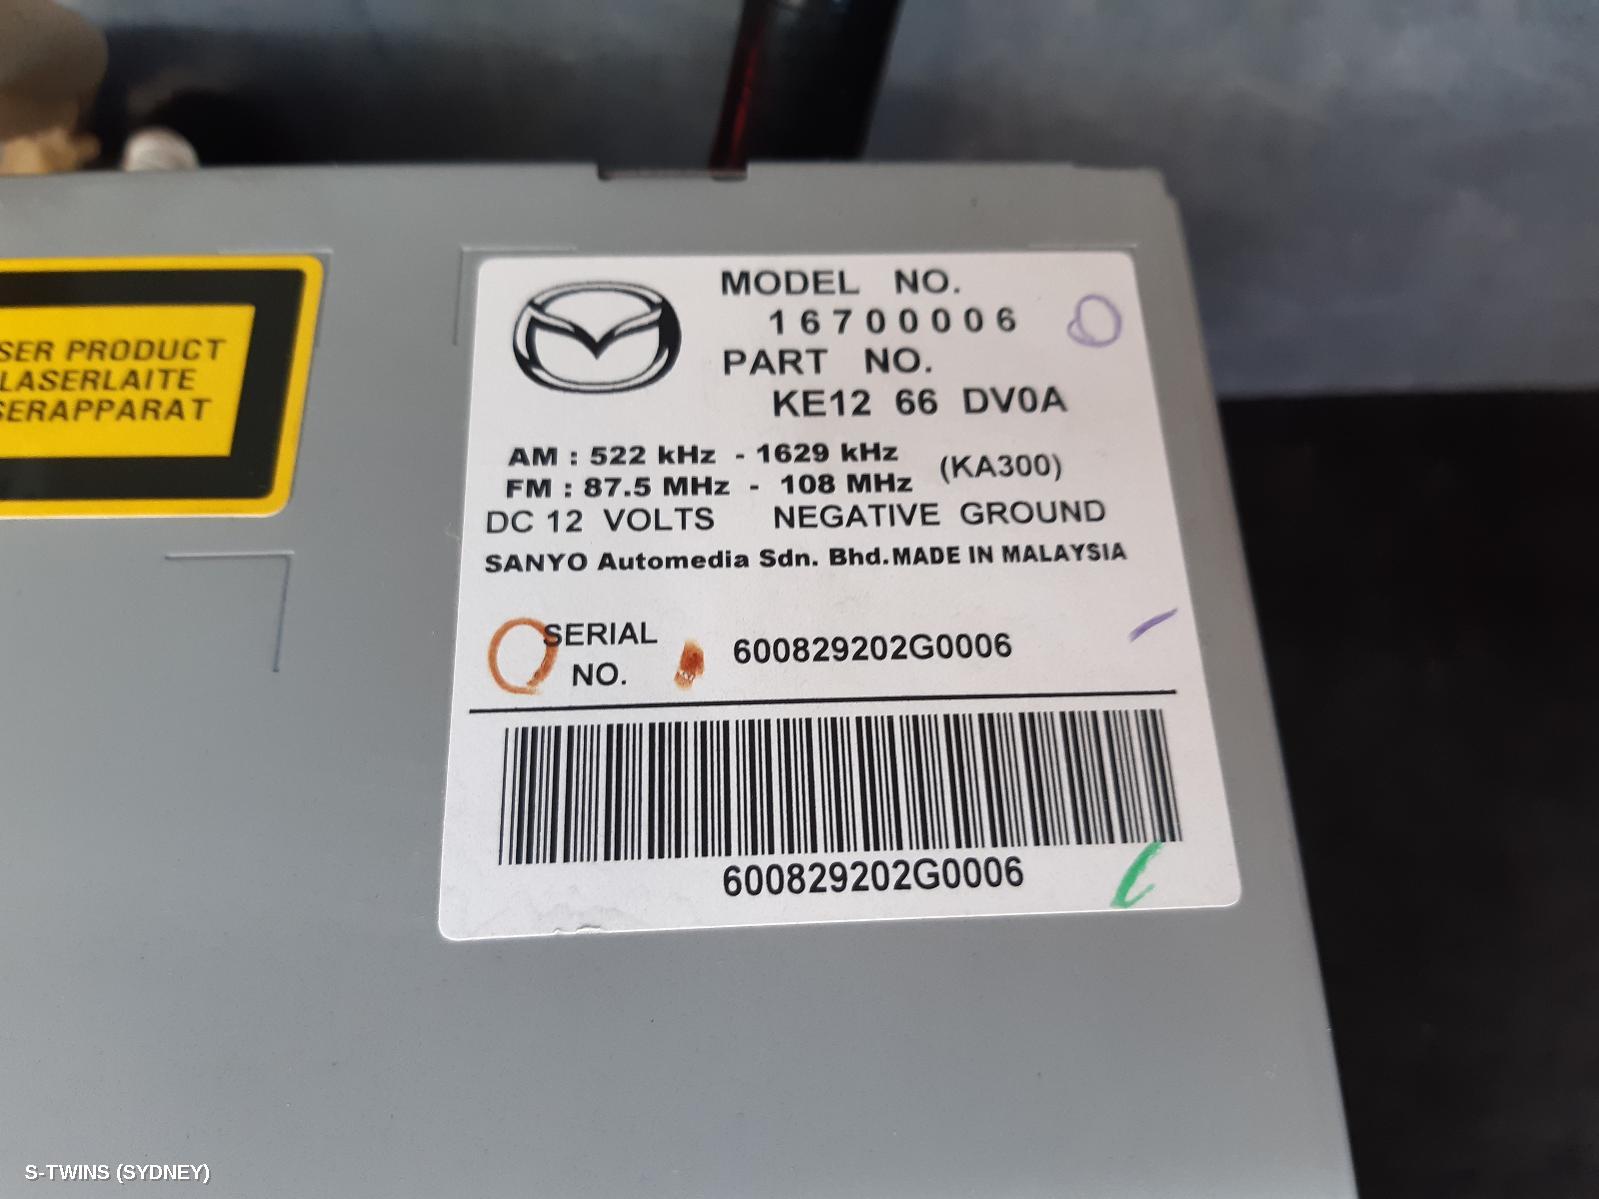 SER PRODUCT
LASERLAITE
SERAPPARAT
MODEL NO.
16700006
PART NO.
KE12 66 DV0A
AM : 522 kHz - 1629 kHz
FM : 87.5 MHz - 108 MHz
(KA300)
DC 12 VOLTS NEGATIVE GROUND
SANYO Automedia Sdn. Bhd. MADE IN MALAYSIA
SERIAL NO. 600829202G0006
600829202G0006
S-TWINS (SYDNEY)